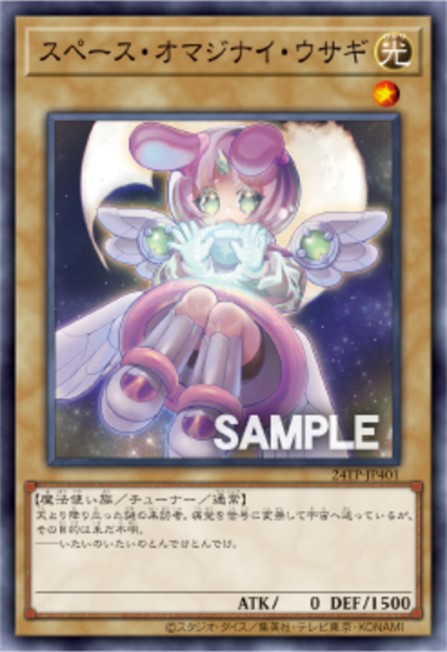 スペース・オマジナイ・ウサギ
光
SAMPLE
24TP-JP401
【魔法使い族／チューナー／通常】
天より降り立った謎の来訪者。病気を信号に変換して宇宙へ送っているが、
その目的は未だ不明。
──いたいのいたいのとんでけとんでけ。
ATK/ 0 DEF/1500
©スタジオ・ダイス／集英社・テレビ東京・KONAMI